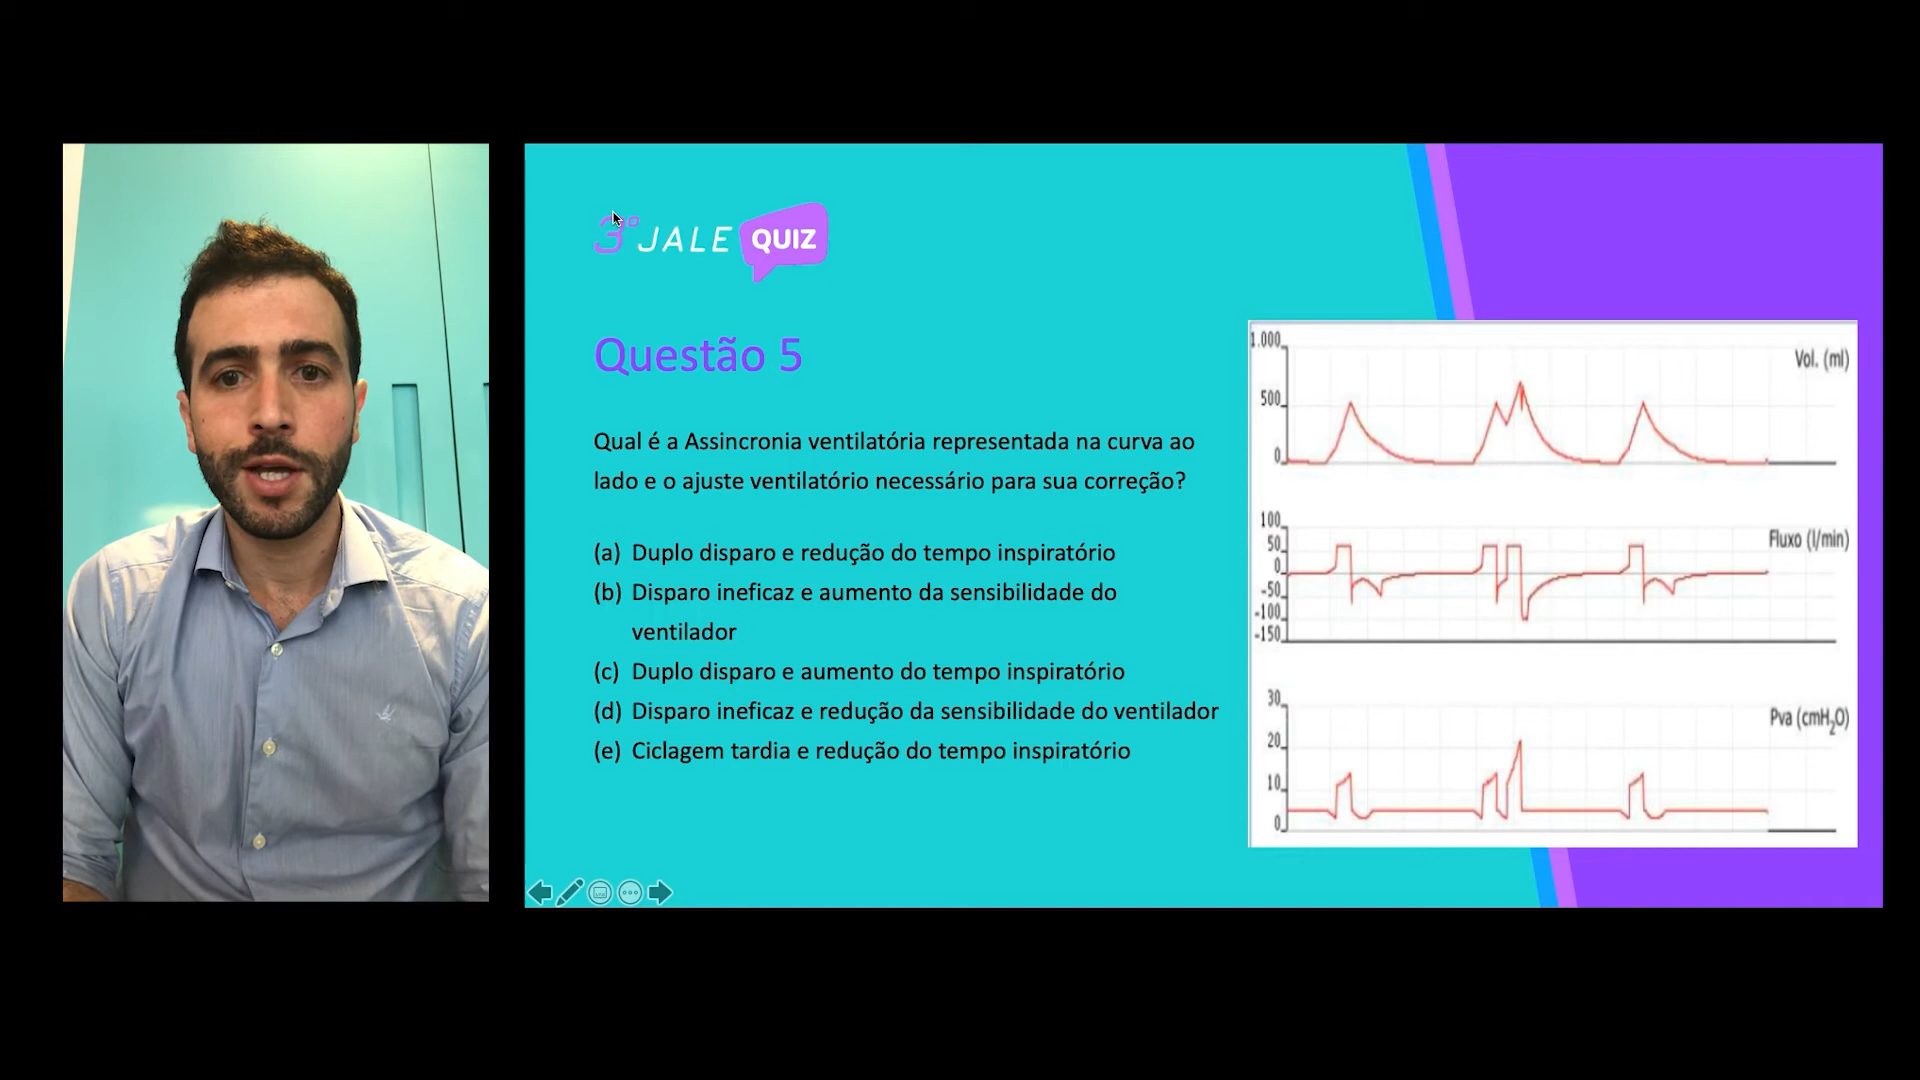 3º JALE QUIZ
Questão 5
Qual é a Assincronia ventilatória representada na curva ao
lado e o ajuste ventilatório necessário para sua correção?
(a) Duplo disparo e redução do tempo inspiratório
(b) Disparo ineficaz e aumento da sensibilidade do
ventilador
(c) Duplo disparo e aumento do tempo inspiratório
(d) Disparo ineficaz e redução da sensibilidade do ventilador
(e) Ciclagem tardia e redução do tempo inspiratório
1.000
Vol. (ml)
500
0
100
50
Fluxo (l/min)
0
-50
-100
-150
30
Pva (cmH₂O)
20
10
0